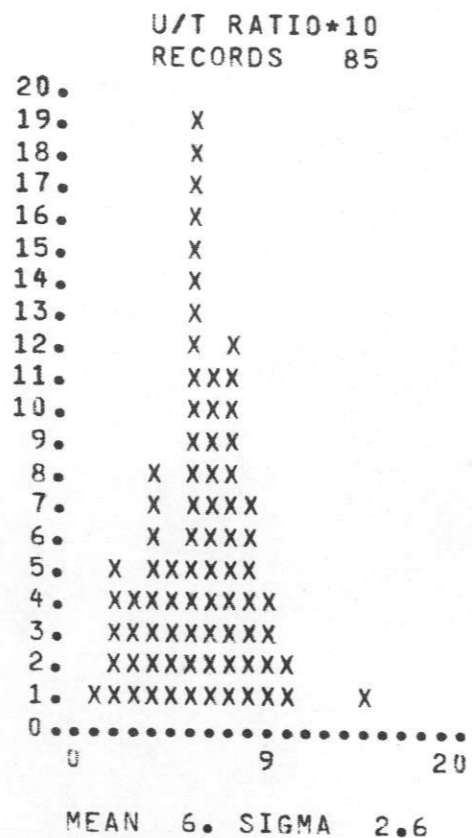 U/T RATIO*10
RECORDS   85
20.
19.      X
18.      X
17.      X
16.      X
15.      X
14.      X
13.      X
12.      X X
11.      XXX
10.      XXX
 9.      XXX
 8.    X XXX
 7.    X XXXX
 6.    X XXXX
 5.  X XXXXXX
 4.  XXXXXXXXX
 3.  XXXXXXXXX
 2.  XXXXXXXXXX
 1. XXXXXXXXXXX   X
 0.....................
0         9         20
MEAN  6. SIGMA  2.6